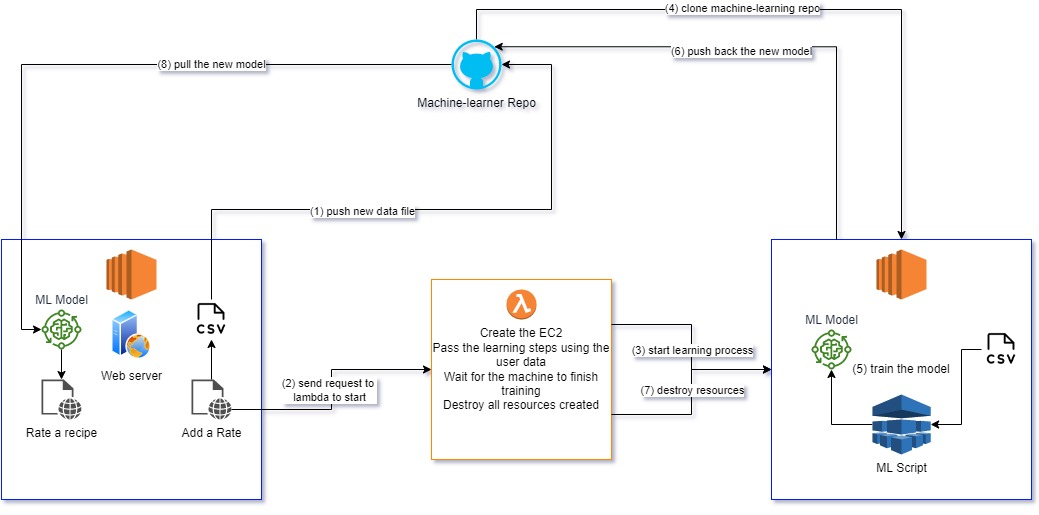 (4) clone machine-learning repo
(6) push back the new model
(8) pull the new model
Machine-learner Repo
(1) push new data file
ML Model
CSV
Web server
Rate a recipe
Add a Rate
(2) send request to
lambda to start
Create the EC2
Pass the learning steps using the
user data
Wait for the machine to finish
training
Destroy all resources created
(3) start learning process
(7) destroy resources
ML Model
CSV
(5) train the model
ML Script